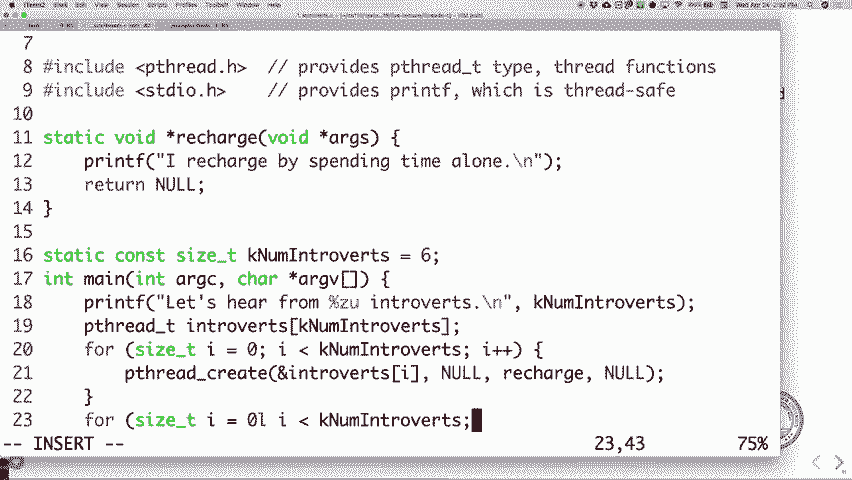 7
8 #include <pthread.h>  // provides pthread_t type, thread functions
9 #include <stdio.h>    // provides printf, which is thread-safe
10
11 static void *recharge(void *args) {
12     printf("I recharge by spending time alone.\n");
13     return NULL;
14 }
15
16 static const size_t kNumIntroverts = 6;
17 int main(int argc, char *argv[]) {
18     printf("Let's hear from %zu introverts.\n", kNumIntroverts);
19     pthread_t introverts[kNumIntroverts];
20     for (size_t i = 0; i < kNumIntroverts; i++) {
21         pthread_create(&introverts[i], NULL, recharge, NULL);
22     }
23     for (size_t i = 0l i < kNumIntroverts;
-- INSERT -- 23,43 75%